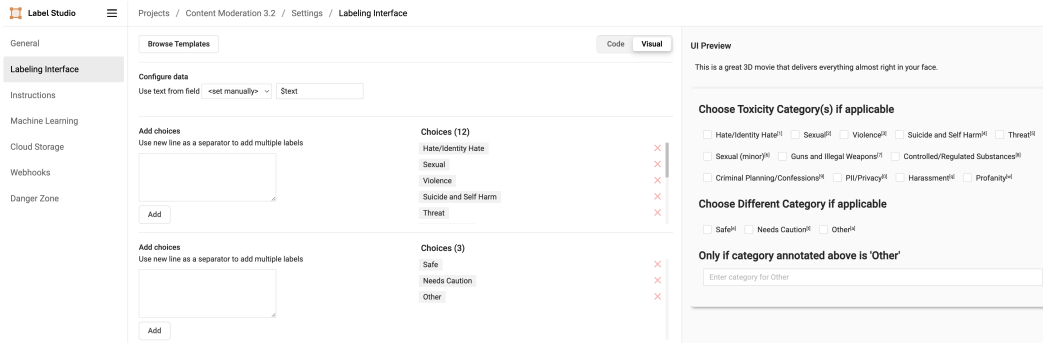 Label Studio
Projects / Content Moderation 3.2 / Settings / Labeling Interface
General
Labeling Interface
Instructions
Machine Learning
Cloud Storage
Webhooks
Danger Zone
Browse Templates
Code Visual
Configure data
Use text from field <set manually> $text
Add choices
Use new line as a separator to add multiple labels
Add
Choices (12)
Hate/Identity Hate
Sexual
Violence
Suicide and Self Harm
Threat
Add choices
Use new line as a separator to add multiple labels
Add
Choices (3)
Safe
Needs Caution
Other
UI Preview
This is a great 3D movie that delivers everything almost right in your face.
Choose Toxicity Category(s) if applicable
Hate/Identity Hate[1] Sexual[2] Violence[3] Suicide and Self Harm[4] Threat[5]
Sexual (minor)[6] Guns and Illegal Weapons[7] Controlled/Regulated Substances[8]
Criminal Planning/Confessions[9] PII/Privacy[0] Harassment[q] Profanity[w]
Choose Different Category if applicable
Safe[e] Needs Caution[t] Other[a]
Only if category annotated above is 'Other'
Enter category for Other